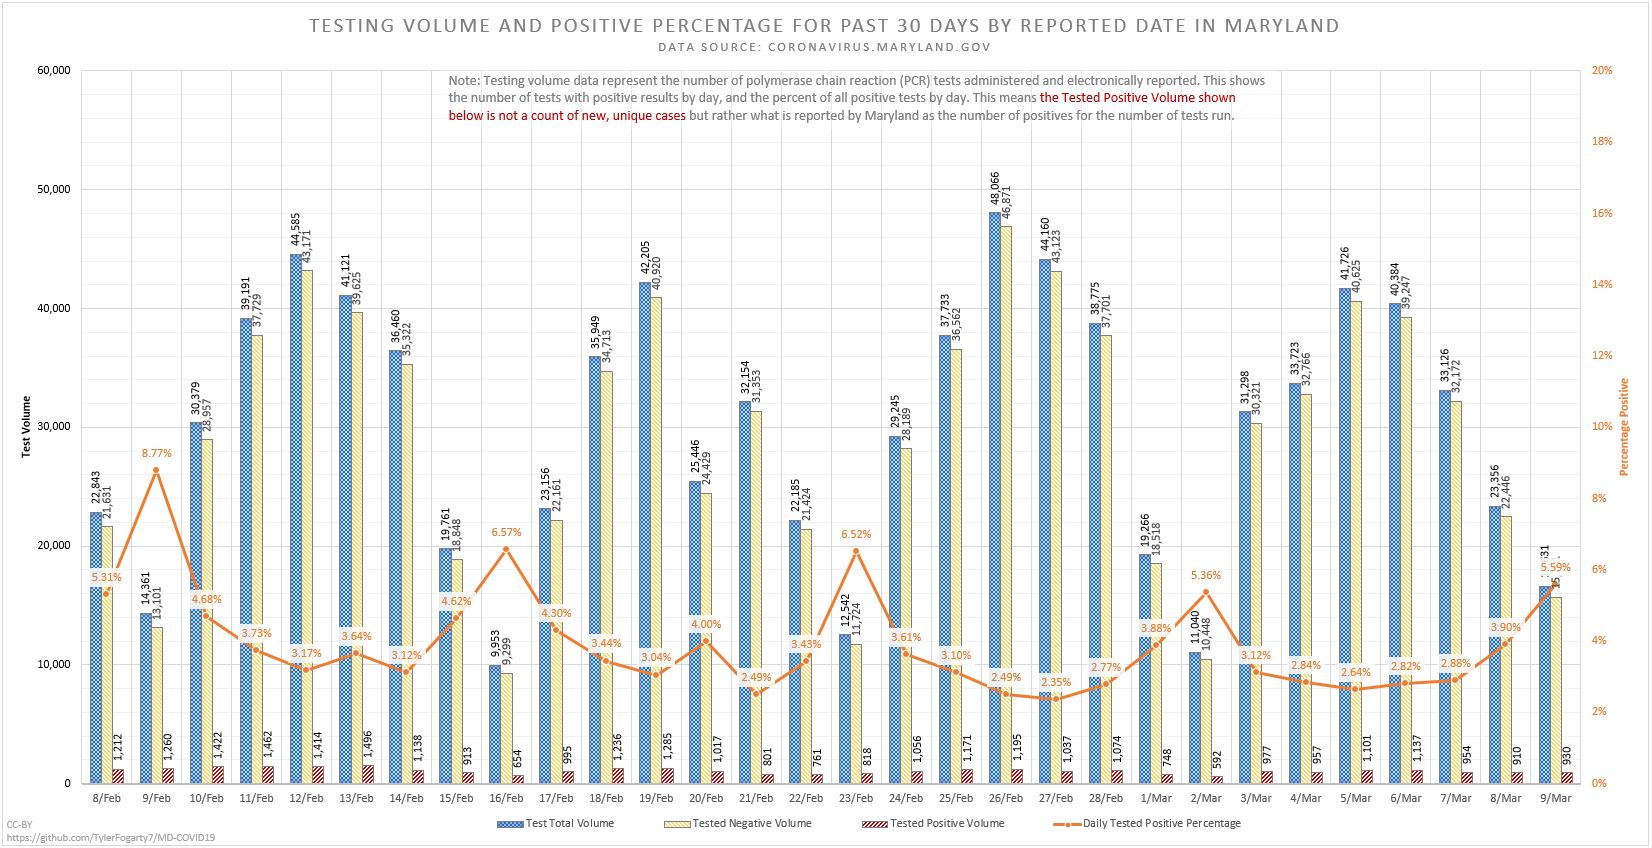 TESTING VOLUME AND POSITIVE PERCENTAGE FOR PAST 30 DAYS BY REPORTED DATE IN MARYLAND
DATA SOURCE: CORONAVIRUS.MARYLAND.GOV
Note: Testing volume data represent the number of polymerase chain reaction (PCR) tests administered and electronically reported. This shows
the number of tests with positive results by day, and the percent of all positive tests by day. This means the Tested Positive Volume shown
below is not a count of new, unique cases but rather what is reported by Maryland as the number of positives for the number of tests run.
Test Volume
60,000
50,000
40,000
30,000
20,000
10,000
0
Percentage Positive
20%
18%
16%
14%
12%
10%
8%
6%
4%
2%
0%
22,843 21,631 5.31% 1,212
14,361 13,101 8.77% 1,260
30,379 28,957 4.68% 1,422
39,191 37,729 3.73% 1,462
44,585 43,171 3.17% 1,414
41,121 39,625 3.64% 1,496
36,460 35,322 3.12% 1,138
19,761 18,848 4.62% 913
9,953 9,299 6.57% 654
23,156 22,161 4.30% 995
35,949 34,713 3.44% 1,236
42,205 40,920 3.04% 1,285
25,446 24,429 4.00% 1,017
32,154 31,353 2.49% 801
22,185 21,424 3.43% 761
12,542 11,724 6.52% 818
29,245 28,189 3.61% 1,056
37,733 36,562 3.10% 1,171
48,066 46,871 2.49% 1,195
44,160 43,123 2.35% 1,037
38,775 37,701 2.77% 1,074
19,266 18,518 3.88% 748
11,040 10,448 5.36% 592
31,298 30,321 3.12% 977
33,723 32,766 2.84% 957
41,726 40,625 2.64% 1,101
40,384 39,247 2.82% 1,137
33,126 32,172 2.88% 954
23,356 22,446 3.90% 910
5.59% 930
8/Feb 9/Feb 10/Feb 11/Feb 12/Feb 13/Feb 14/Feb 15/Feb 16/Feb 17/Feb 18/Feb 19/Feb 20/Feb 21/Feb 22/Feb 23/Feb 24/Feb 25/Feb 26/Feb 27/Feb 28/Feb 1/Mar 2/Mar 3/Mar 4/Mar 5/Mar 6/Mar 7/Mar 8/Mar 9/Mar
Test Total Volume Tested Negative Volume Tested Positive Volume Daily Tested Positive Percentage
CC-BY
https://github.com/TylerFogarty7/MD-COVID19